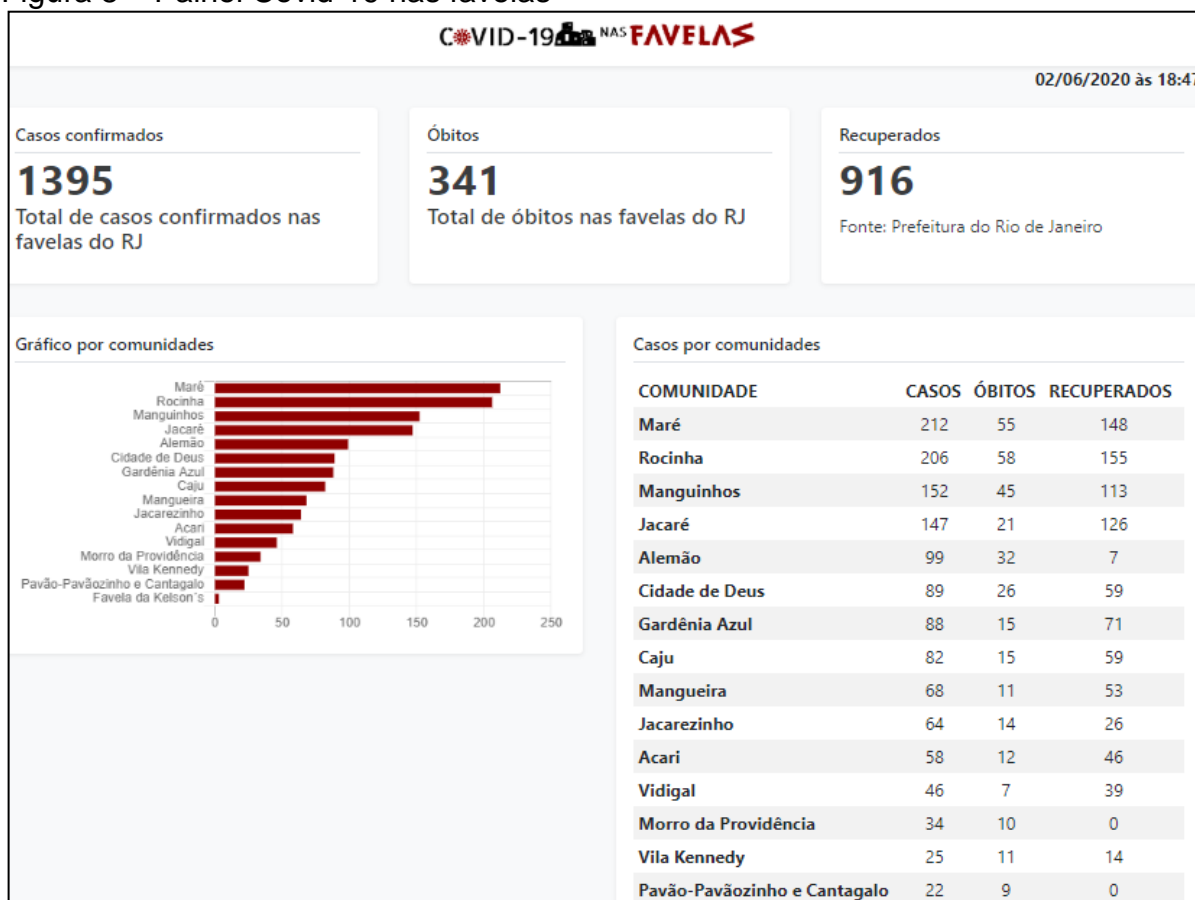 COVID-19 NAS FAVELAS
02/06/2020 às 18:47
Casos confirmados
1395
Total de casos confirmados nas
favelas do RJ
Óbitos
341
Total de óbitos nas favelas do RJ
Recuperados
916
Fonte: Prefeitura do Rio de Janeiro
Gráfico por comunidades
Maré
Rocinha
Manguinhos
Jacaré
Alemão
Cidade de Deus
Gardênia Azul
Caju
Mangueira
Jacarezinho
Acari
Vidigal
Morro da Providência
Vila Kennedy
Pavão-Pavãozinho e Cantagalo
Favela da Kelson´s
0 50 100 150 200 250
Casos por comunidades
COMUNIDADE CASOS ÓBITOS RECUPERADOS
Maré 212 55 148
Rocinha 206 58 155
Manguinhos 152 45 113
Jacaré 147 21 126
Alemão 99 32 7
Cidade de Deus 89 26 59
Gardênia Azul 88 15 71
Caju 82 15 59
Mangueira 68 11 53
Jacarezinho 64 14 26
Acari 58 12 46
Vidigal 46 7 39
Morro da Providência 34 10 0
Vila Kennedy 25 11 14
Pavão-Pavãozinho e Cantagalo 22 9 0